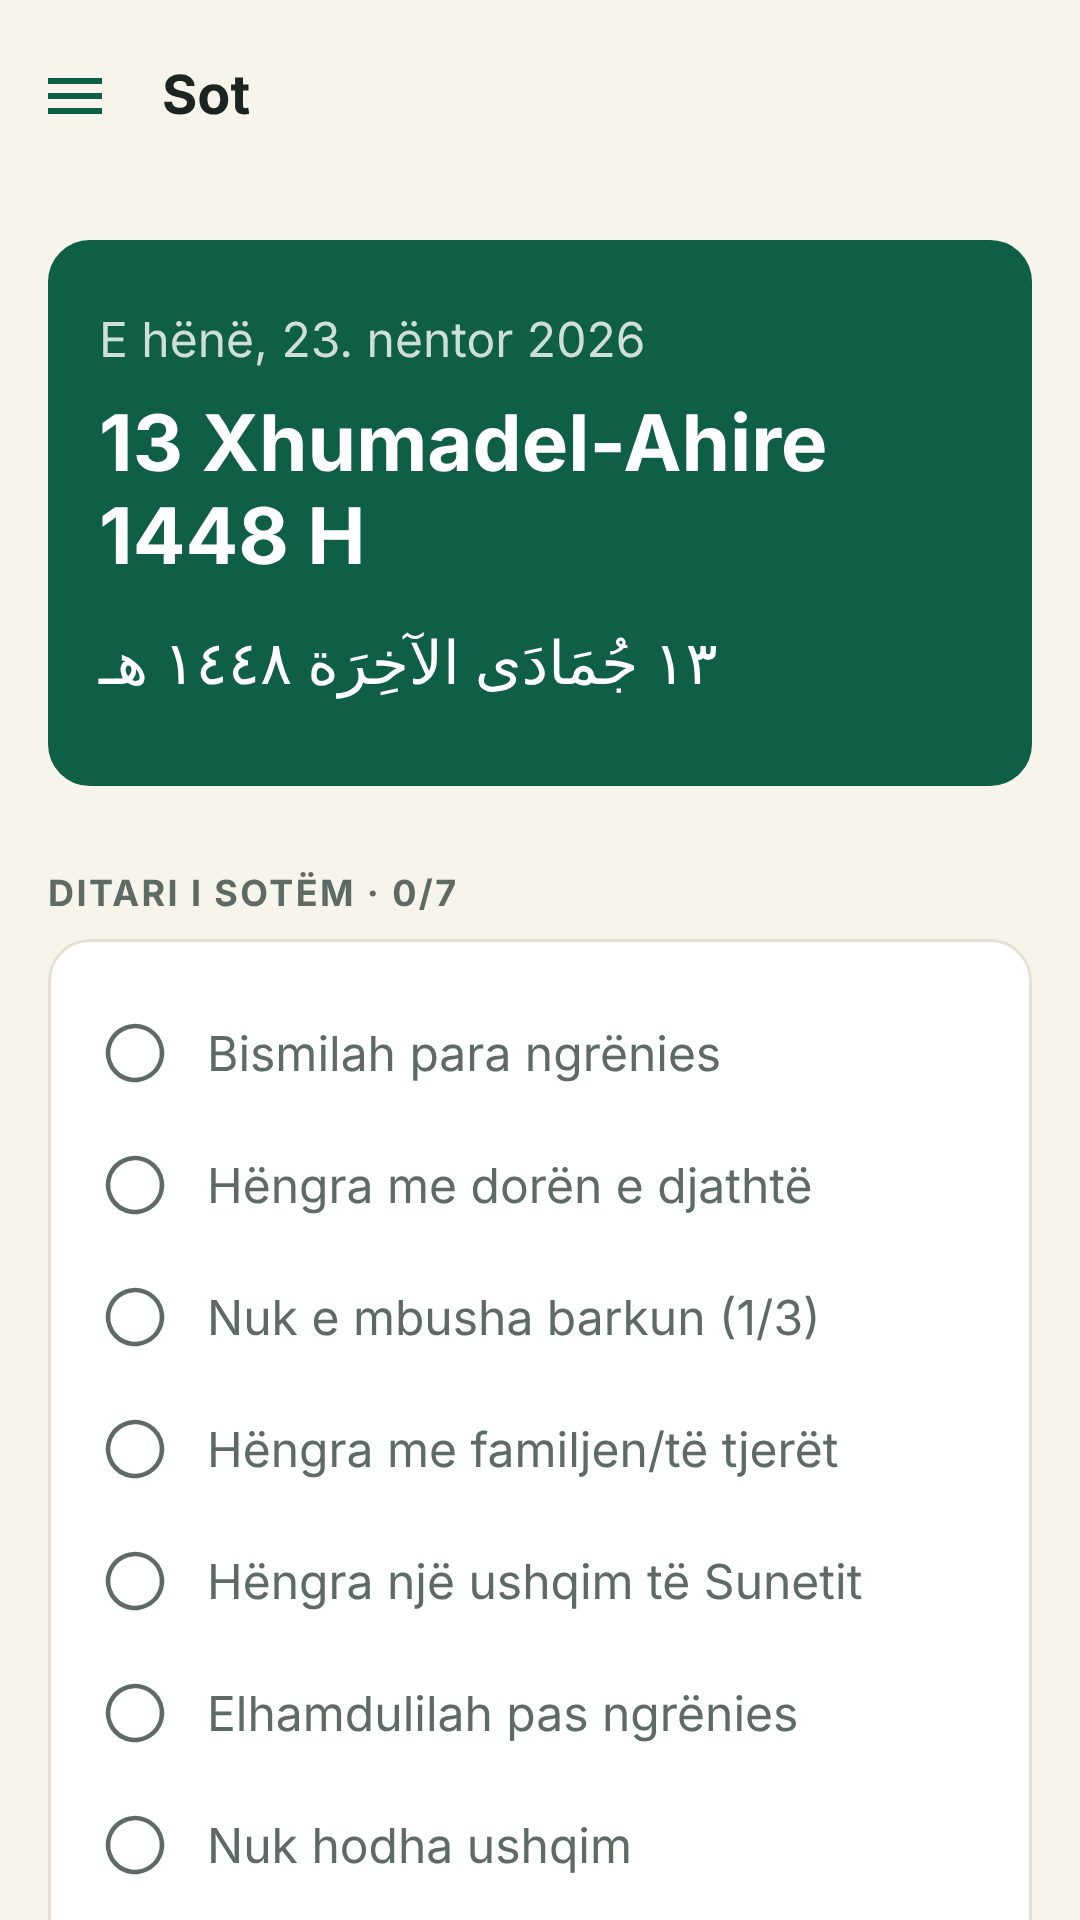 Sot
E hënë, 23. nëntor 2026
13 Xhumadel-Ahire
1448 H
١٣ جُمَادَى الآخِرَة ١٤٤٨ هـ
DITARI I SOTËM · 0/7
Bismilah para ngrënies
Hëngra me dorën e djathtë
Nuk e mbusha barkun (1/3)
Hëngra me familjen/të tjerët
Hëngra një ushqim të Sunetit
Elhamdulilah pas ngrënies
Nuk hodha ushqim